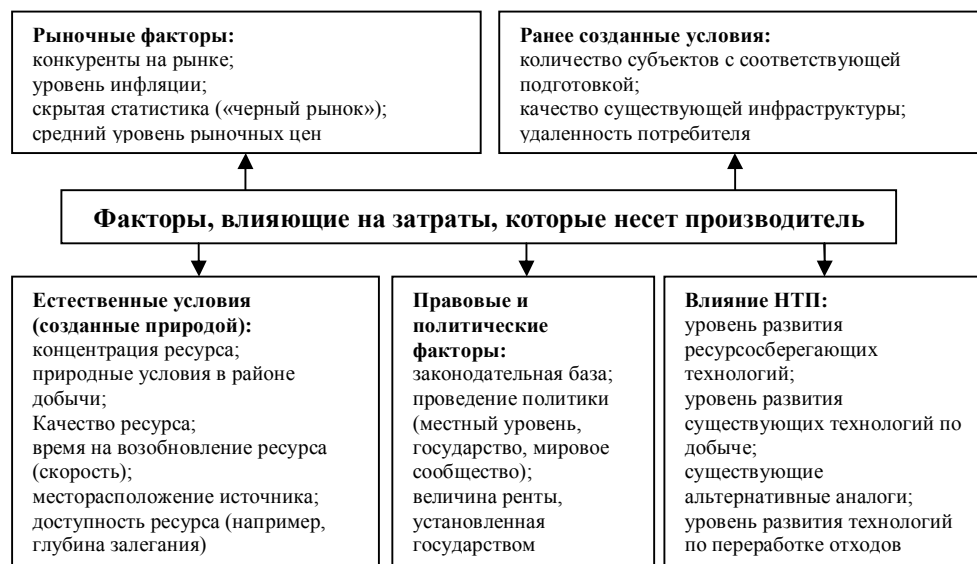 Рыночные факторы:
конкуренты на рынке;
уровень инфляции;
скрытая статистика («черный рынок»);
средний уровень рыночных цен
Ранее созданные условия:
количество субъектов с соответствующей
подготовкой;
качество существующей инфраструктуры;
удаленность потребителя
Факторы, влияющие на затраты, которые несет производитель
Естественные условия
(созданные природой):
концентрация ресурса;
природные условия в районе
добычи;
Качество ресурса;
время на возобновление ресурса
(скорость);
месторасположение источника;
доступность ресурса (например,
глубина залегания)
Правовые и
политические
факторы:
законодательная база;
проведение политики
(местный уровень,
государство, мировое
сообщество);
величина ренты,
установленная
государством
Влияние НТП:
уровень развития
ресурсосберегающих
технологий;
уровень развития
существующих технологий по
добыче;
существующие
альтернативные аналоги;
уровень развития технологий
по переработке отходов